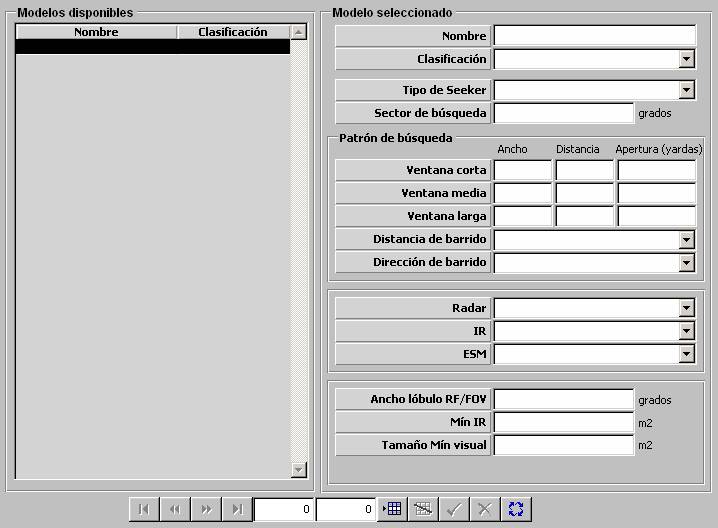 Modelos disponibles
Nombre Clasificación
Modelo seleccionado
Nombre
Clasificación
Tipo de Seeker
Sector de búsqueda grados
Patrón de búsqueda
Ancho Distancia Apertura (yardas)
Ventana corta
Ventana media
Ventana larga
Distancia de barrido
Dirección de barrido
Radar
IR
ESM
Ancho lóbulo RF/FOV grados
Mín IR m2
Tamaño Mín visual m2
0 0